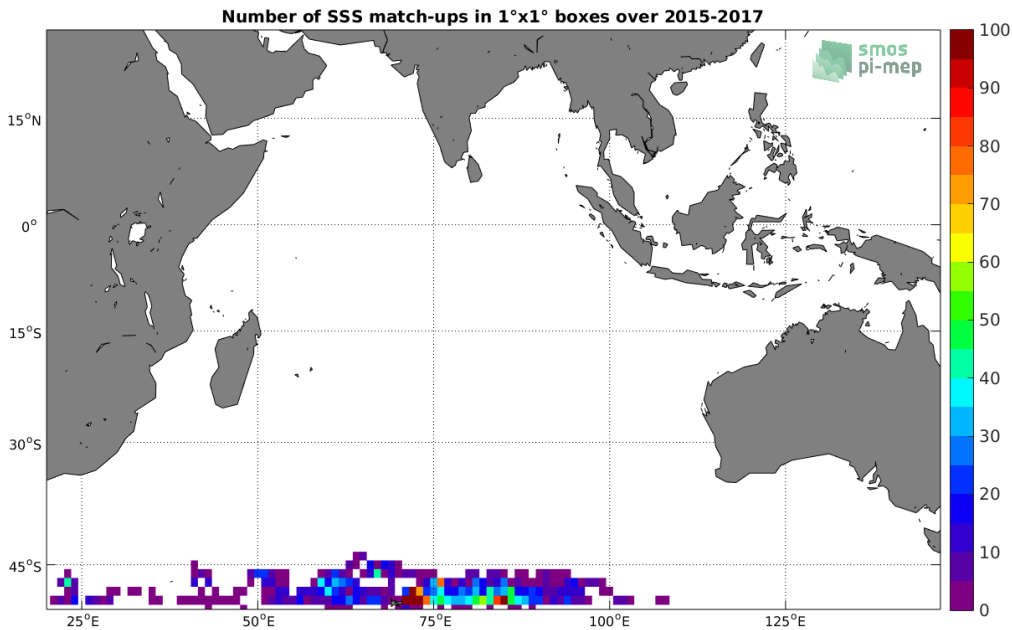 Number of SSS match-ups in 1°x1° boxes over 2015-2017
smos
pi-mep
15°N
0°
15°S
30°S
45°S
25°E
50°E
75°E
100°E
125°E
100
90
80
70
60
50
40
30
20
10
0